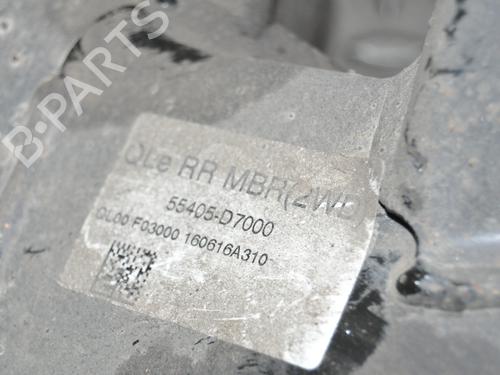 B-PARTS
QLe RR MBR(2WD)
55405-D7000
QL00 F03000 160616A310